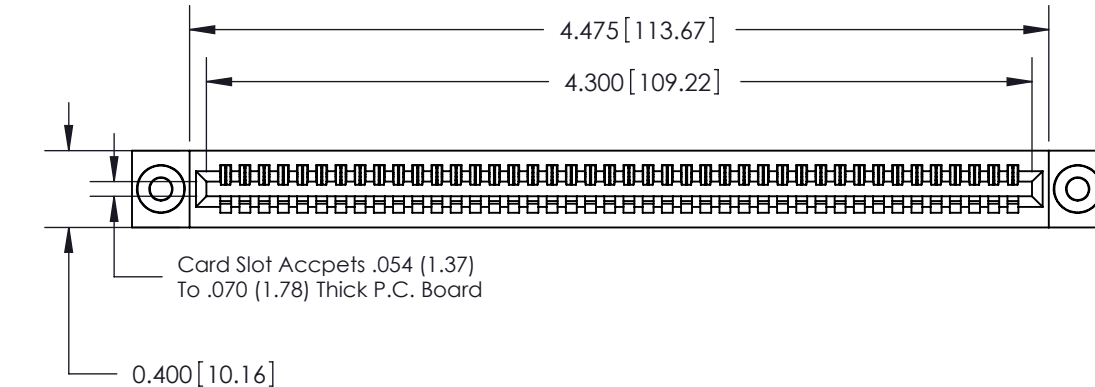 4.475[113.67]
4.300[109.22]
Card Slot Accpets .054 (1.37)
To .070 (1.78) Thick P.C. Board
0.400[10.16]